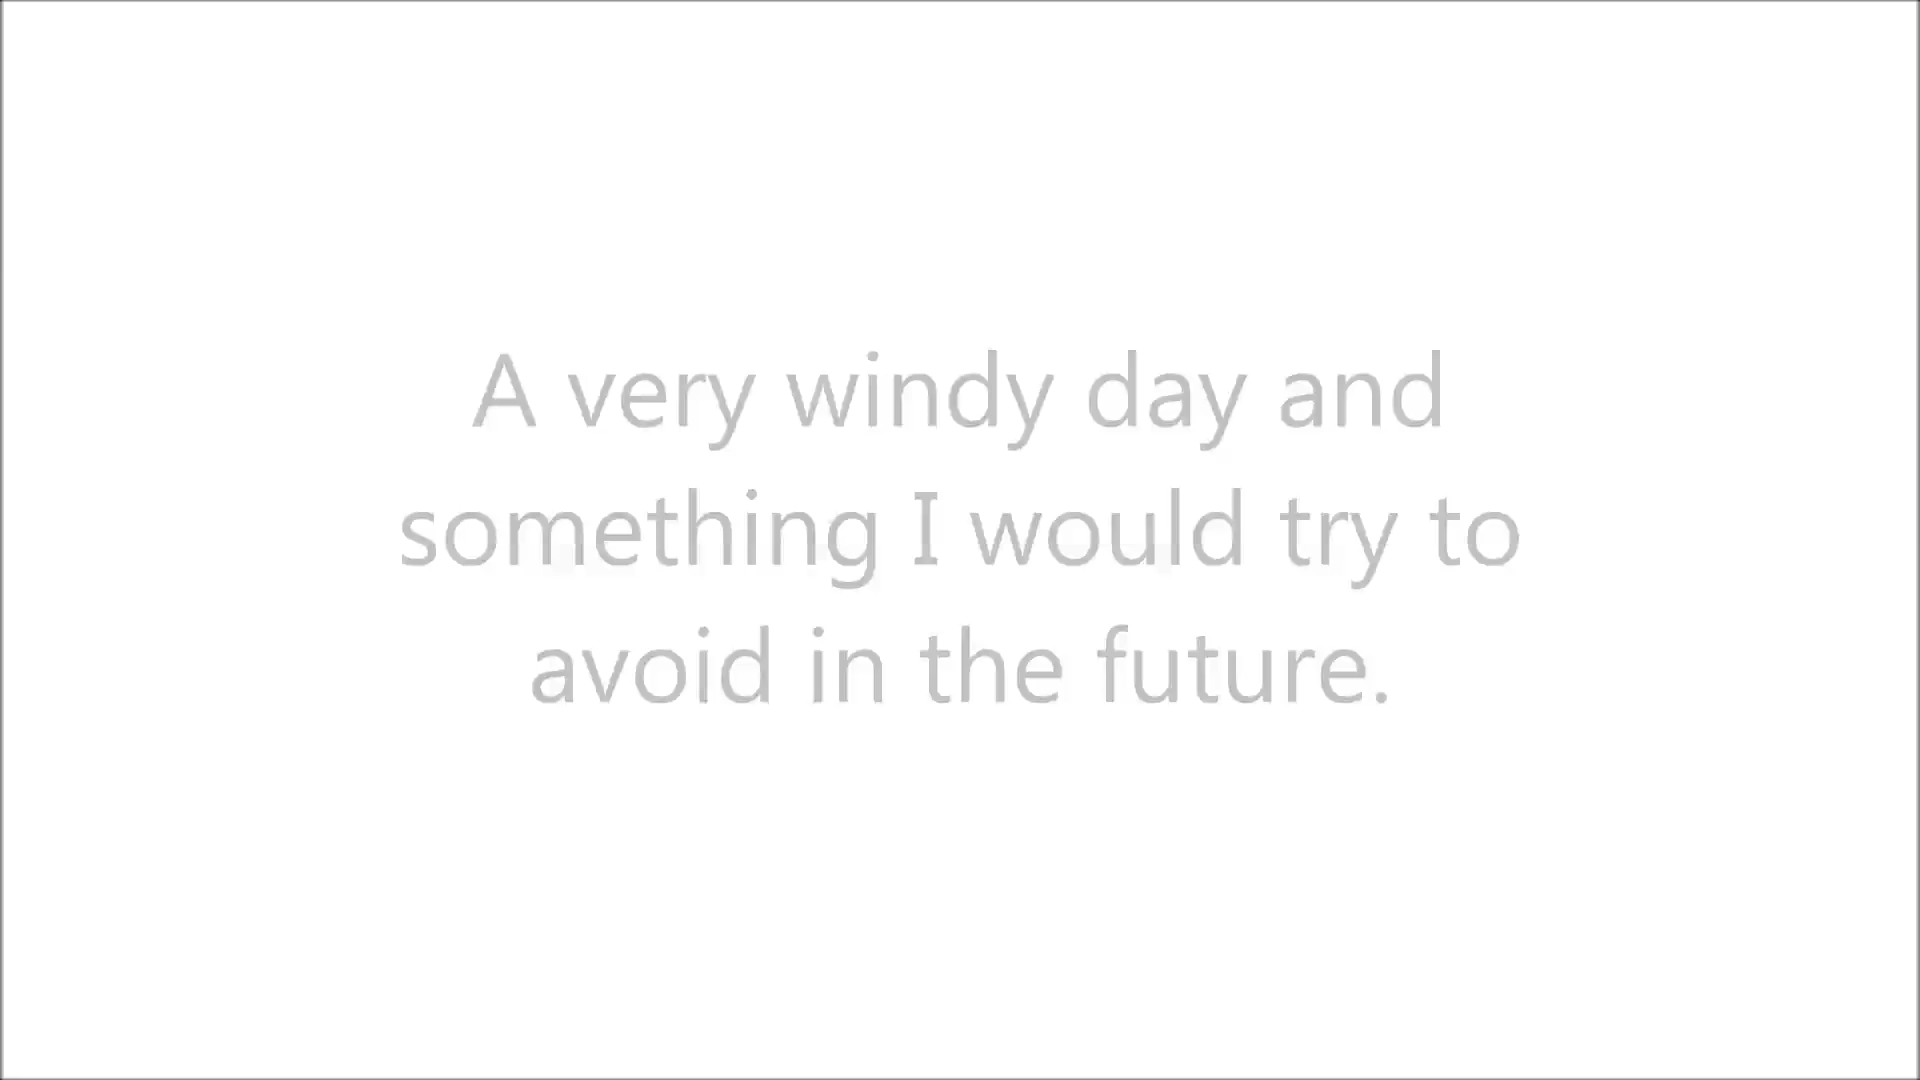 A very windy day and
something I would try to
avoid in the future.